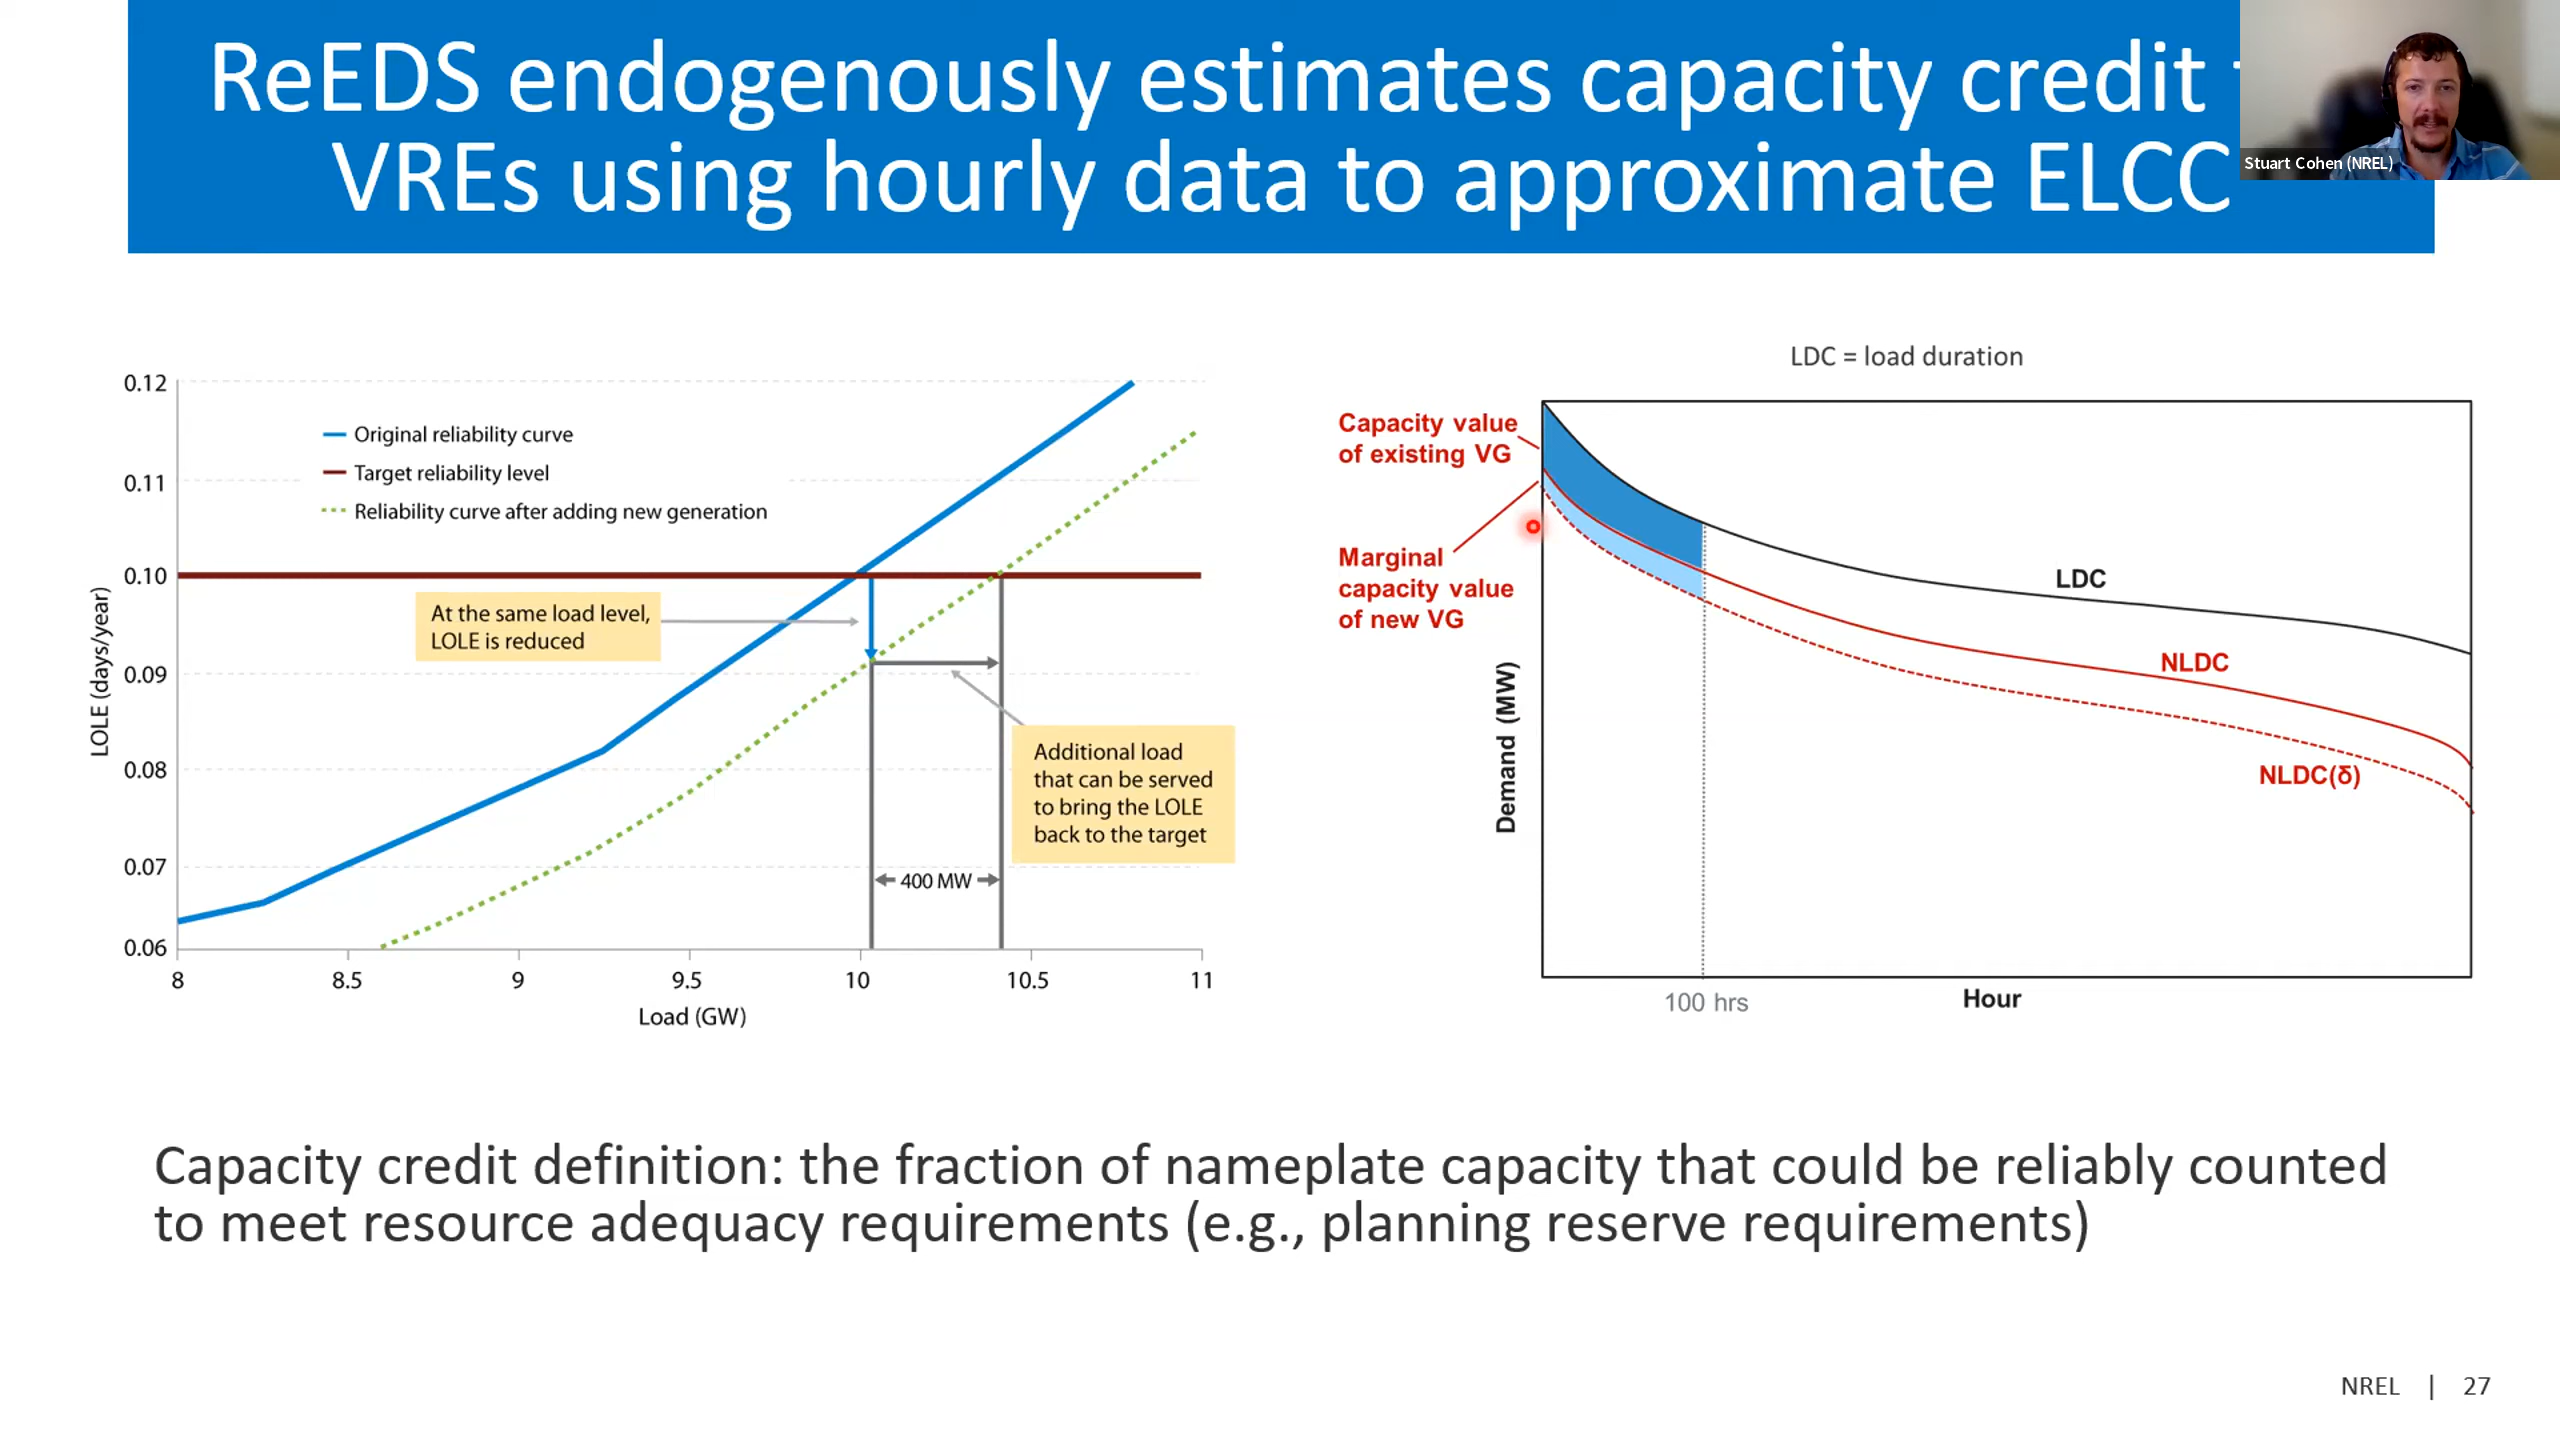 ReEDS endogenously estimates capacity credit
VREs using hourly data to approximate ELCC
Stuart Cohen (NREL)
0.12
0.11
0.10
0.09
0.08
0.07
0.06
LOLE (days/year)
Original reliability curve
Target reliability level
Reliability curve after adding new generation
At the same load level,
LOLE is reduced
Additional load
that can be served
to bring the LOLE
back to the target
400 MW
8
8.5
9
9.5
10
10.5
11
Load (GW)
LDC = load duration
Capacity value
of existing VG
Marginal
capacity value
of new VG
Demand (MW)
LDC
NLDC
NLDC(δ)
100 hrs
Hour
Capacity credit definition: the fraction of nameplate capacity that could be reliably counted
to meet resource adequacy requirements (e.g., planning reserve requirements)
NREL | 27